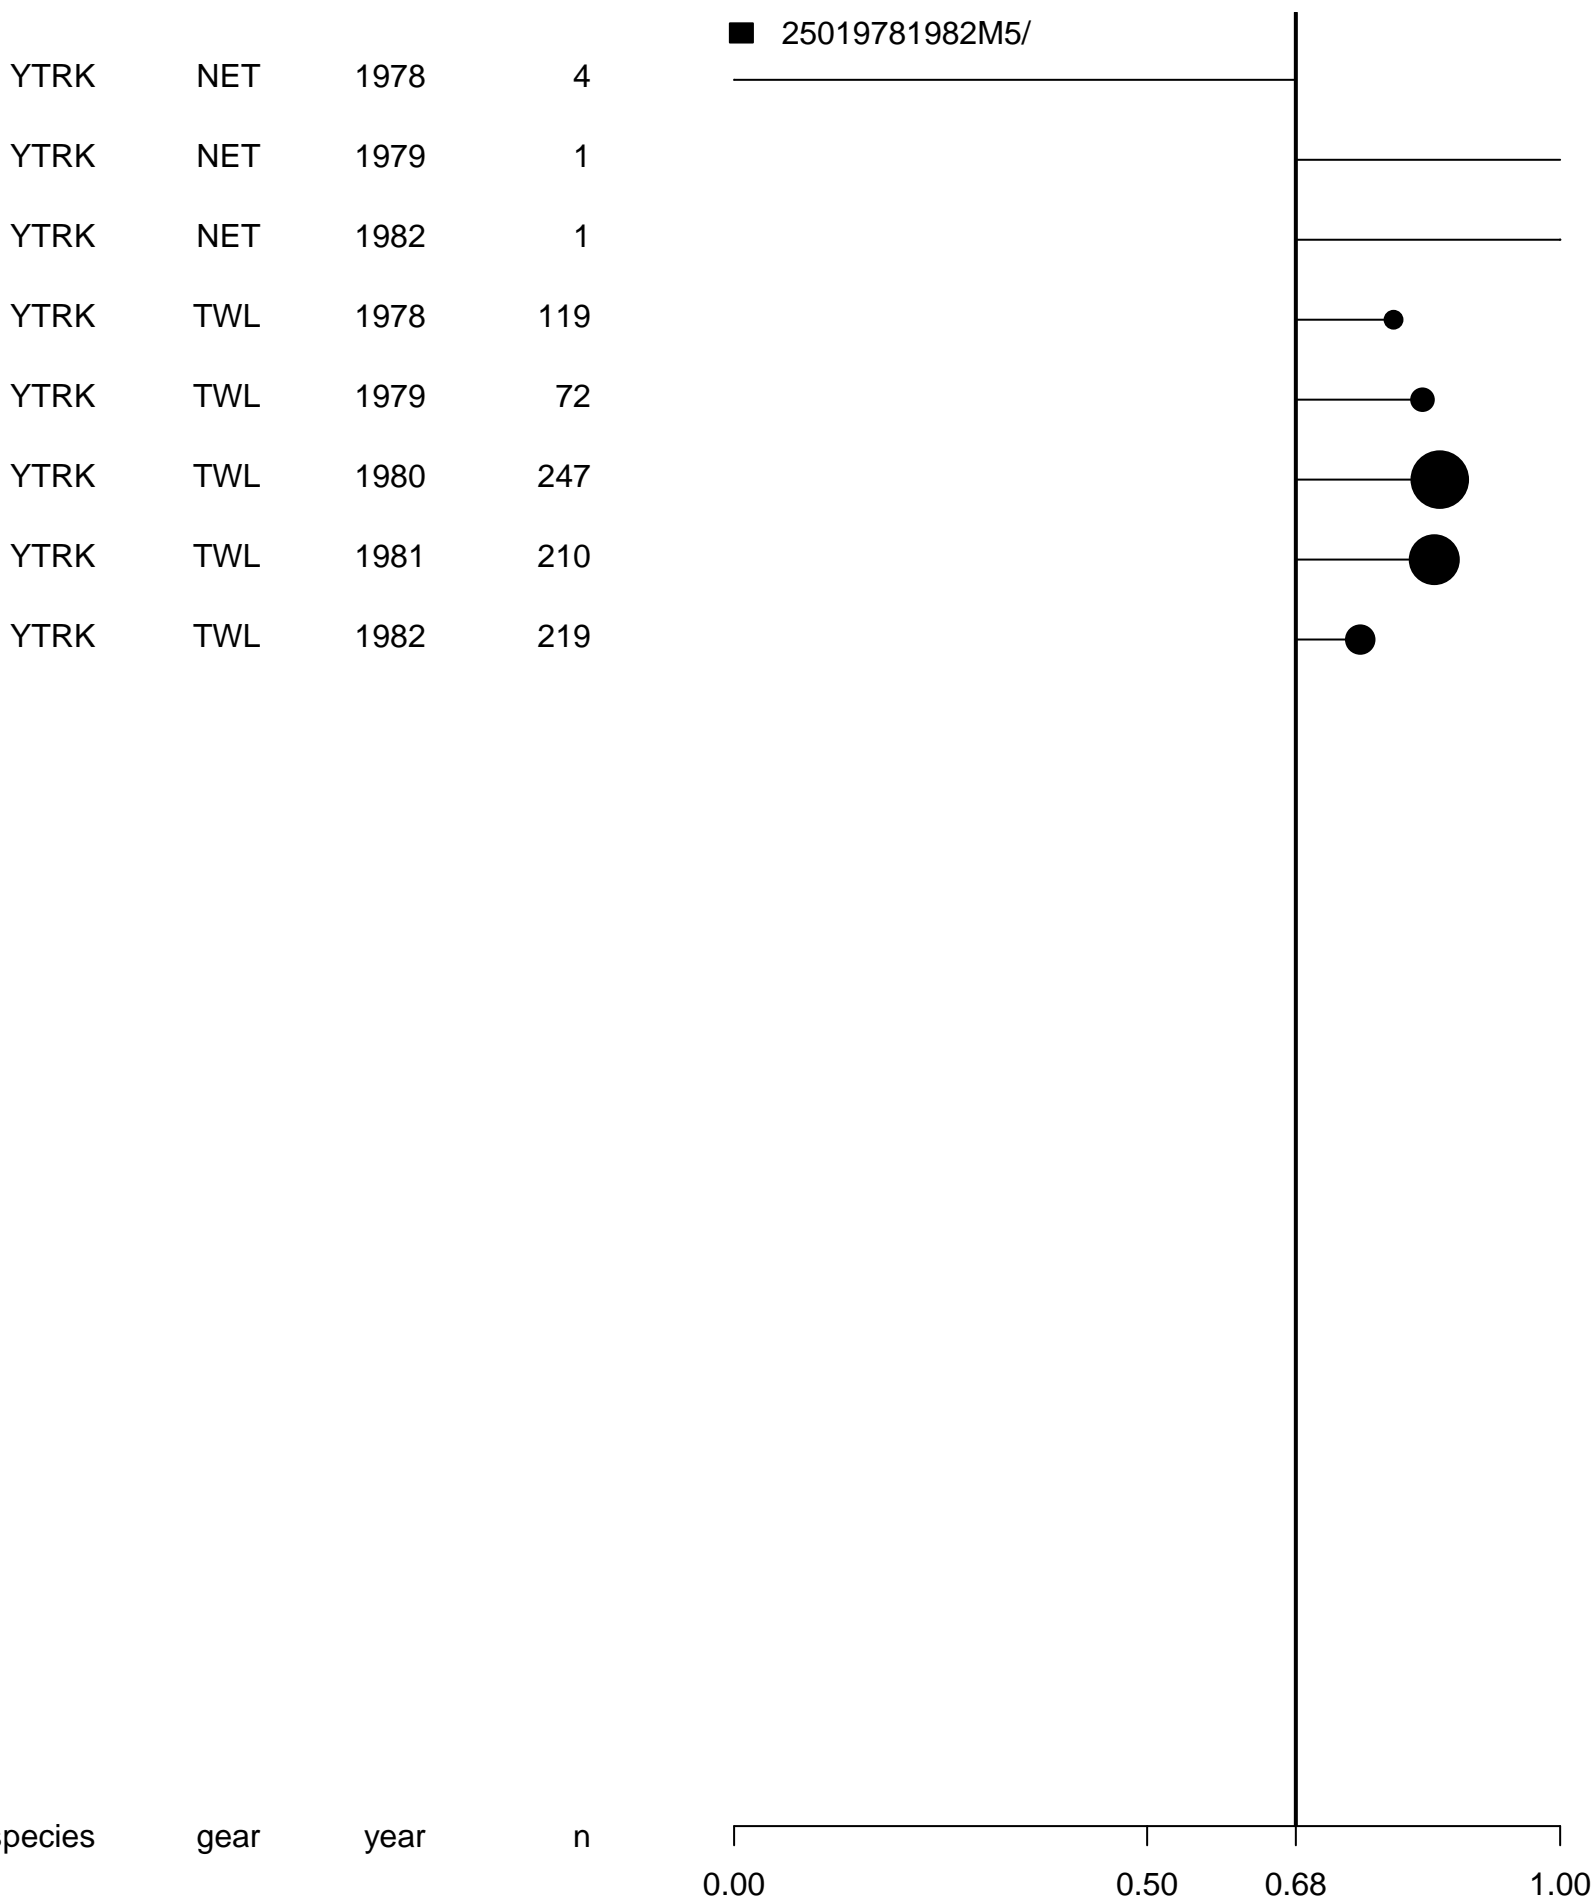 25019781982M5/
YTRK NET 1978 4
YTRK NET 1979 1
YTRK NET 1982 1
YTRK TWL 1978 119
YTRK TWL 1979 72
YTRK TWL 1980 247
YTRK TWL 1981 210
YTRK TWL 1982 219
species gear year n
0.00 0.50 0.68 1.00